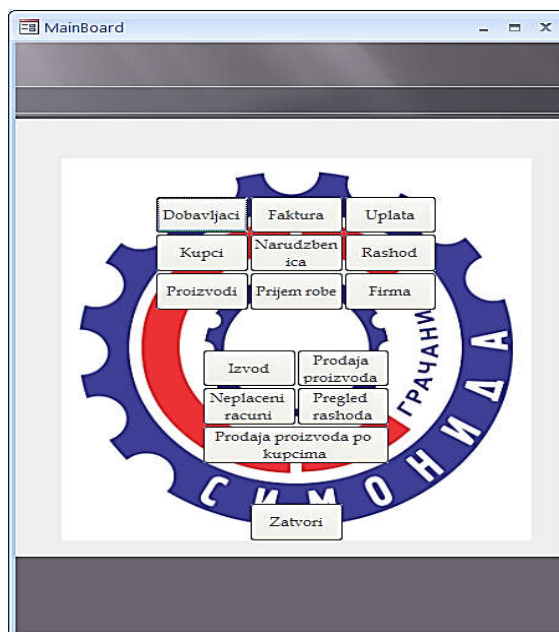 MainBoard
Dobavljaci
Faktura
Uplata
Kupci
Narudzben
ica
Rashod
Proizvodi
Prijem robe
Firma
Izvod
Prodaja
proizvoda
Neplaceni
racuni
Pregled
rashoda
Prodaja proizvoda po
kupcima
Zatvori
ГРАЧАНИ
СИМОНИДА